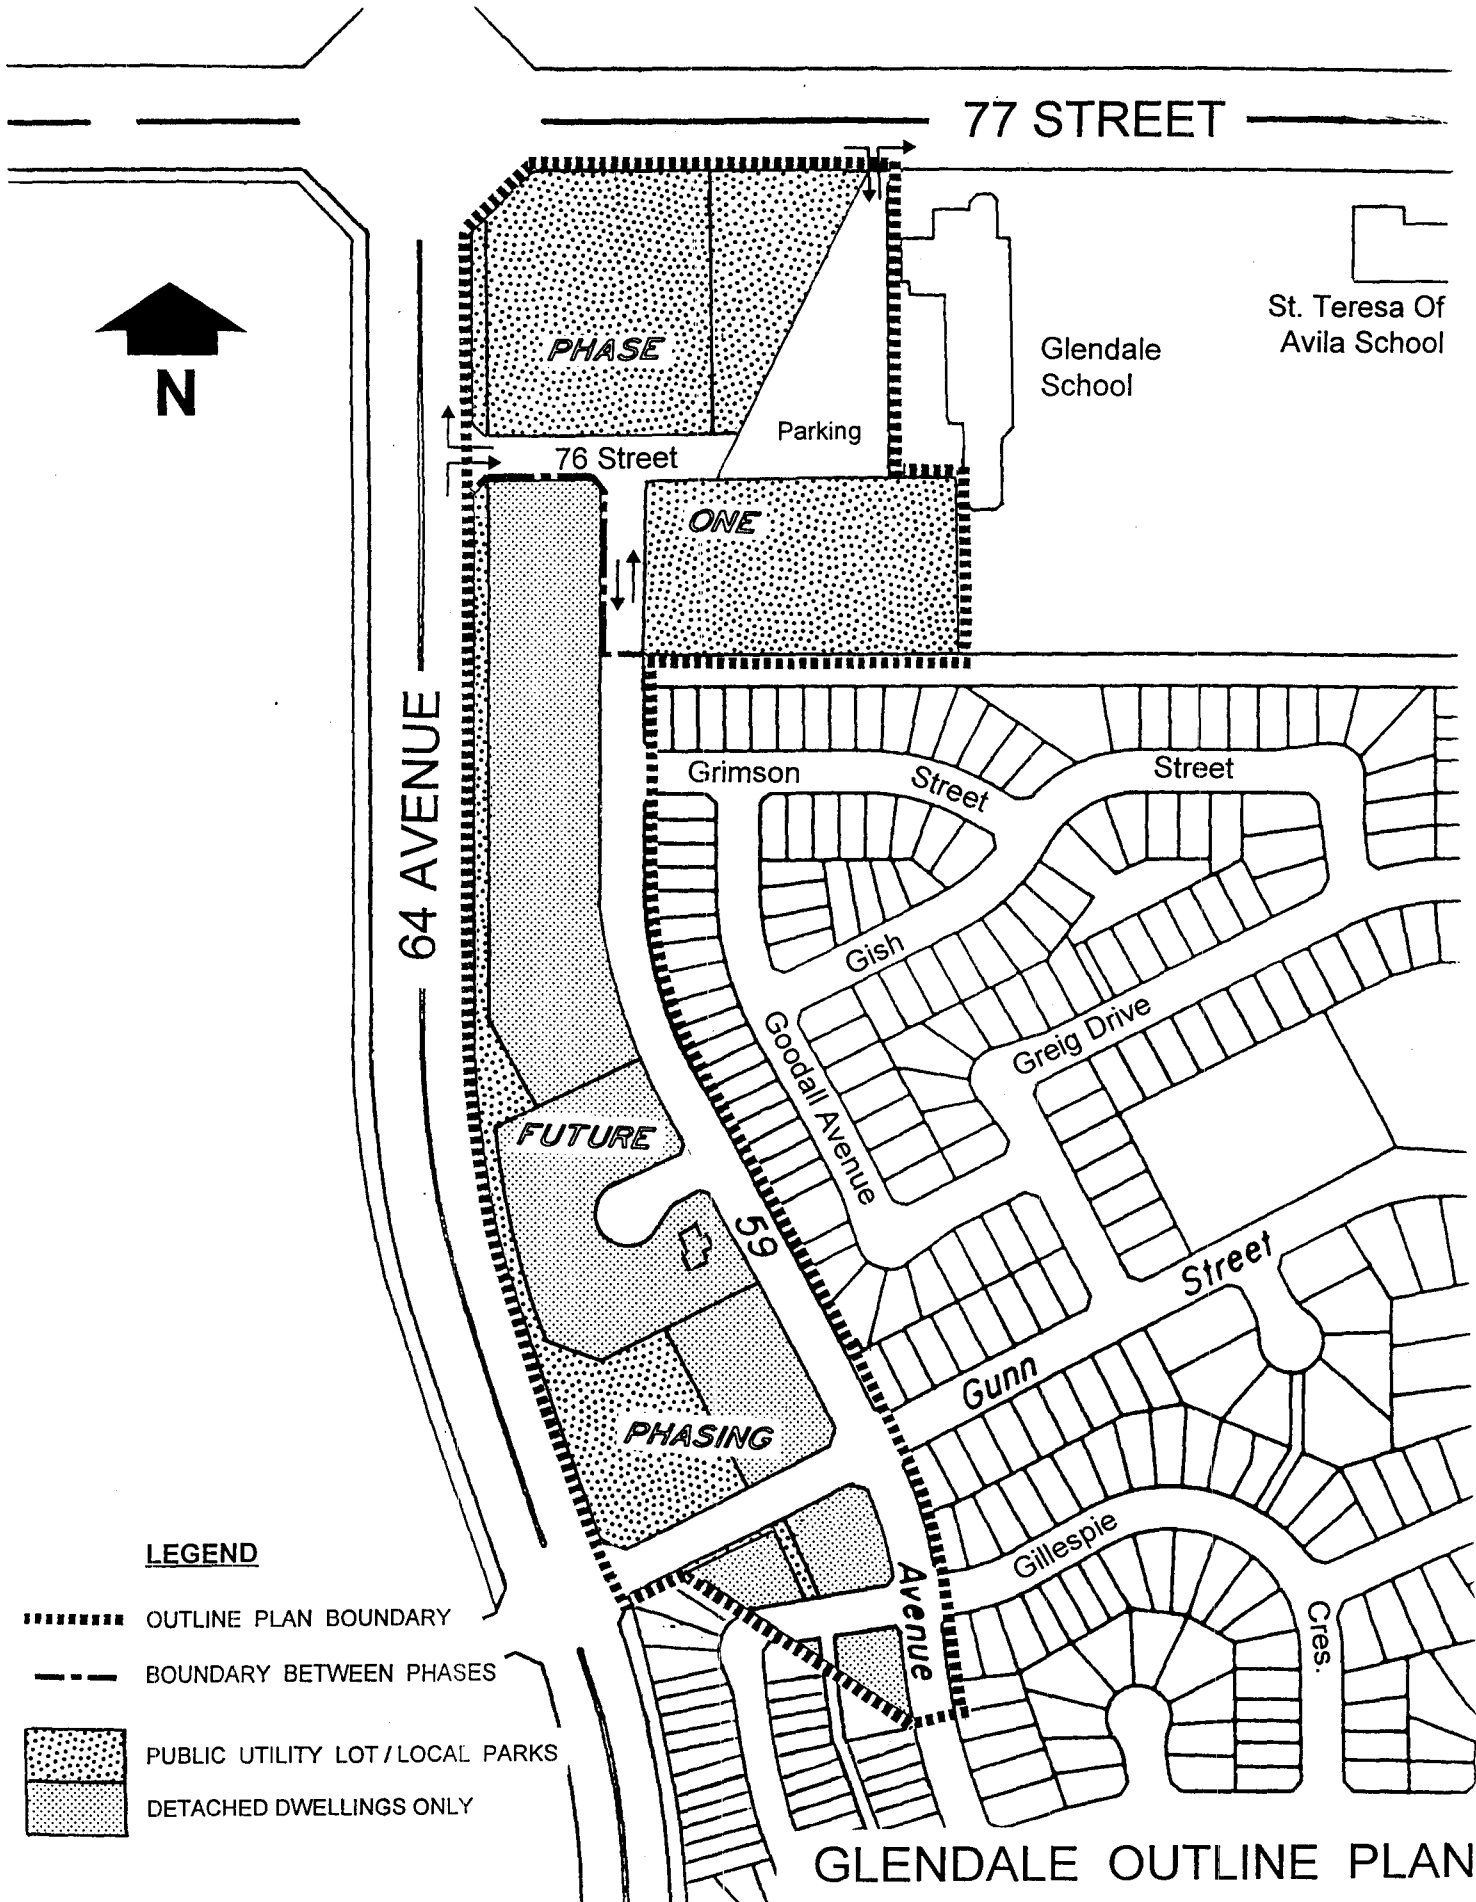 77 STREET
N
PHASE
Glendale
School
St. Teresa Of
Avila School
Parking
76 Street
ONE
64 AVENUE
Grimson
Street
Street
Gish
Goodall Avenue
Greig Drive
FUTURE
59
Street
Gunn
PHASING
Gillespie
Avenue
Cres.
LEGEND
OUTLINE PLAN BOUNDARY
BOUNDARY BETWEEN PHASES
PUBLIC UTILITY LOT / LOCAL PARKS
DETACHED DWELLINGS ONLY
GLENDALE OUTLINE PLAN